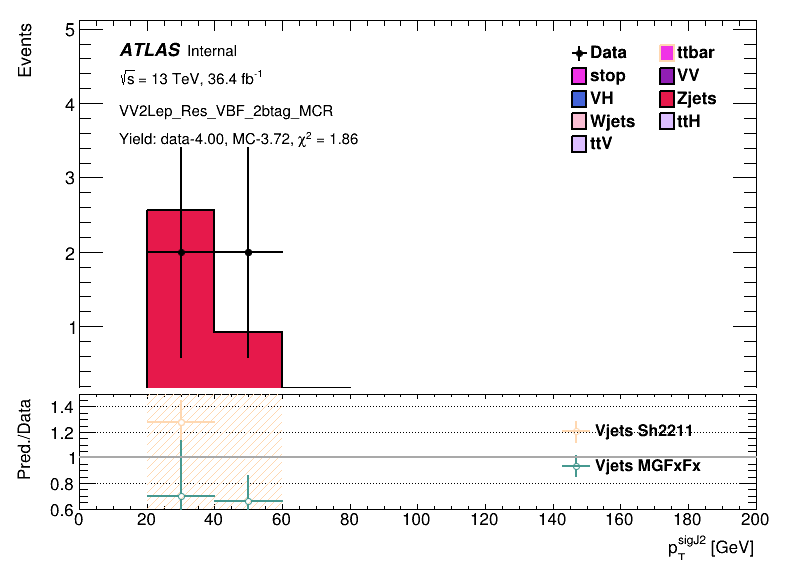 Events
5
4
3
2
1
ATLAS Internal
√s = 13 TeV, 36.4 fb⁻¹
VV2Lep_Res_VBF_2btag_MCR
Yield: data-4.00, MC-3.72, χ² = 1.86
Data
ttbar
stop
VV
VH
Zjets
Wjets
ttH
ttV
Pred./Data
1.4
1.2
1
0.8
0.6
Vjets Sh2211
Vjets MGFxFx
0 20 40 60 80 100 120 140 160 180 200
p_T^sigJ2 [GeV]